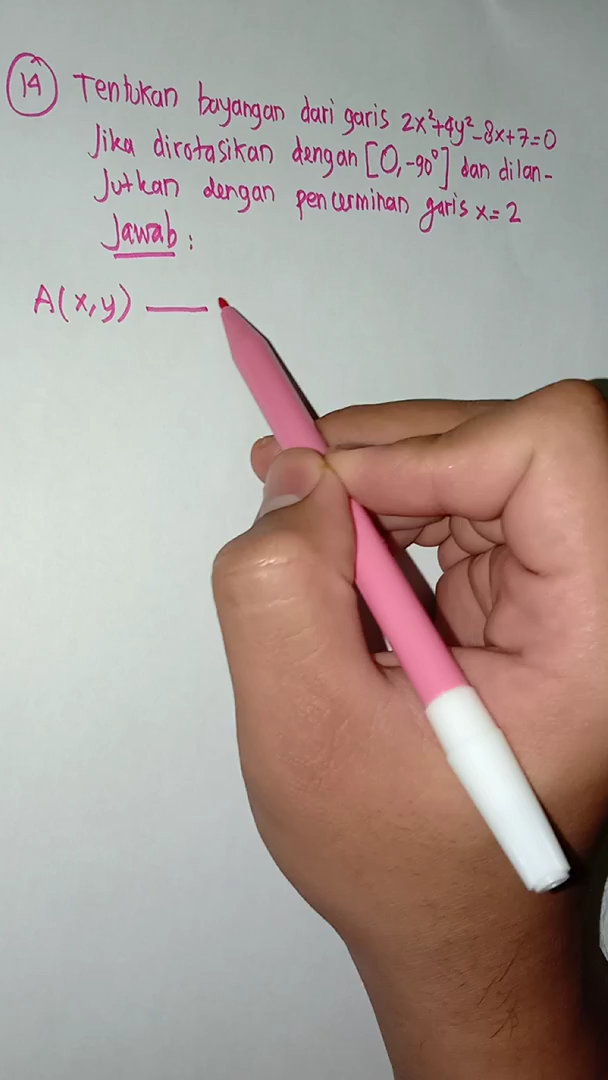 14 Tentukan bayangan dari garis 2x²+4y²-8x+7=0
Jika dirotasikan dengan [O,-90°] dan dilan-
Jutkan dengan pencerminan garis x=2
Jawab:
A(x,y) —